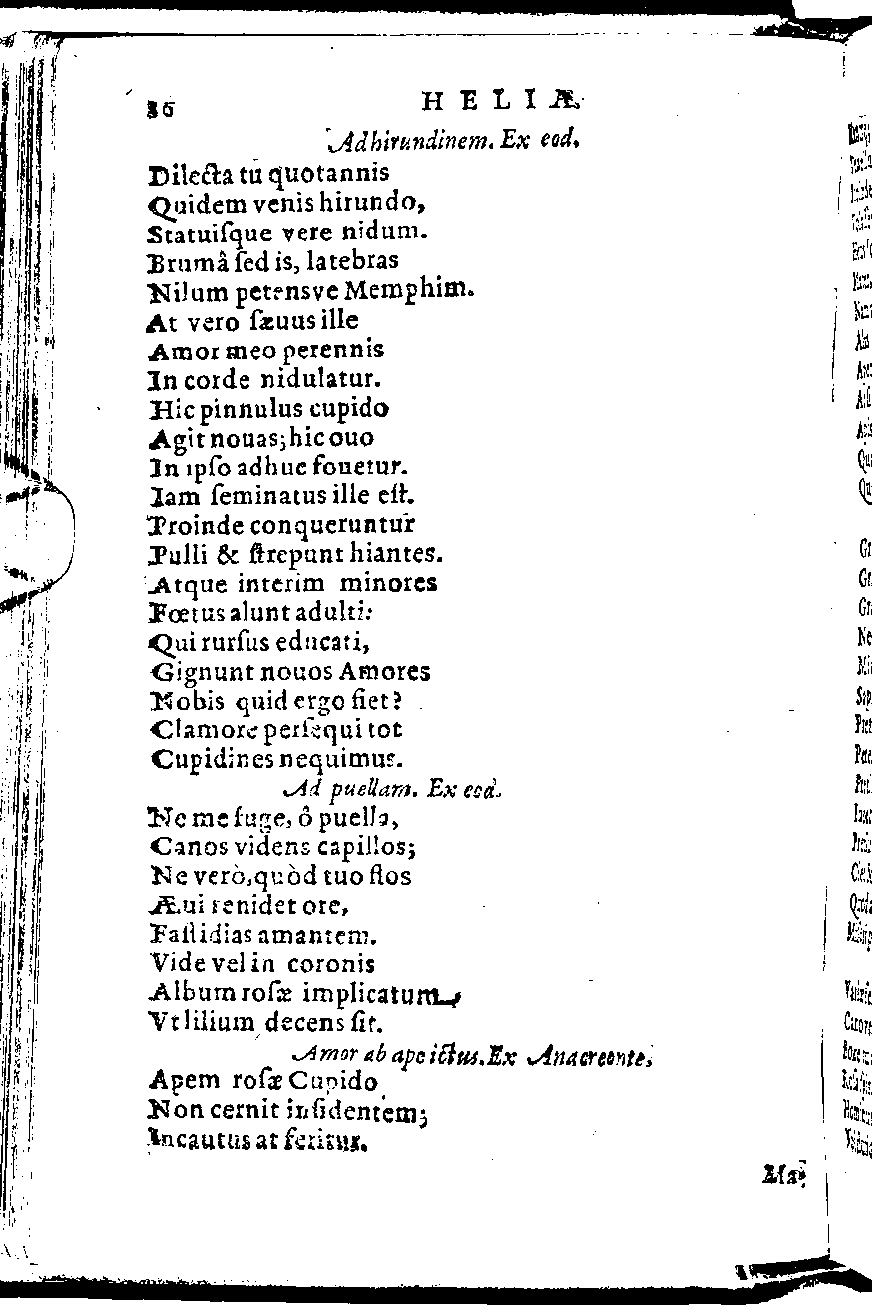 36 HELIÆ
Ad hirundinem. Ex eod.
Dilecta tu quotannis
Quidem venis hirundo,
Statuiſque vere nidum.
Brumâ ſed is, latebras
Nilum petensve Memphim.
At vero ſæuus ille
Amor meo perennis
In corde nidulatur.
Hic pinnulus cupido
Agit nouas; hic ouo
In ipſo adhuc fouetur.
Iam ſeminatus ille eſt.
Proinde conqueruntur
Pulli & ſtrepunt hiantes.
Atque interim minores
Fœtus alunt adulti:
Qui rurſus educati,
Gignunt nouos Amores
Nobis quid ergo fiet?
Clamore perſequi tot
Cupidines nequimus.
Ad puellam. Ex eod.
Ne me fuge, ô puella,
Canos videns capillos;
Ne verò, quòd tuo flos
Æui renidet ore,
Faſtidias amantem.
Vide vel in coronis
Album roſæ implicatum,
Vt lilium decens ſit.
Amor ab ape ictus. Ex Anacreonte.
Apem roſæ Cupido
Non cernit inſidentem;
Incautus at feritur.